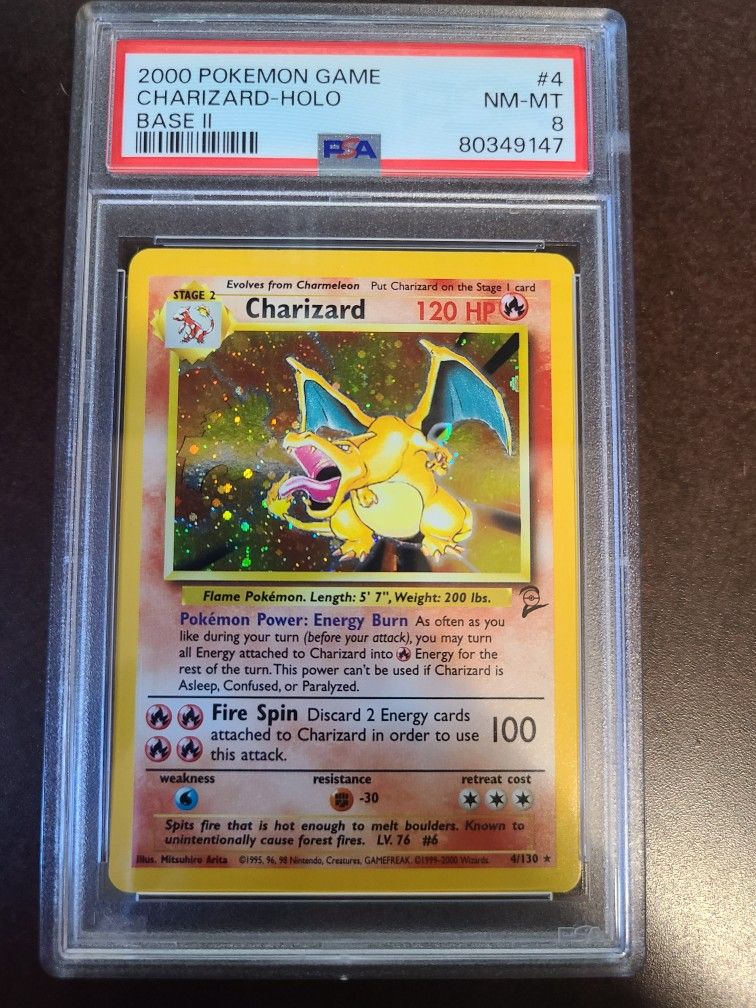 2000 POKEMON GAME #4
CHARIZARD-HOLO NM-MT
BASE II 8
PSA 80349147
STAGE 2 Evolves from Charmeleon Put Charizard on the Stage 1 card
Charizard 120 HP
Flame Pokémon. Length: 5' 7", Weight: 200 lbs.
Pokémon Power: Energy Burn As often as you
like during your turn (before your attack), you may turn
all Energy attached to Charizard into Energy for the
rest of the turn. This power can't be used if Charizard is
Asleep, Confused, or Paralyzed.
Fire Spin Discard 2 Energy cards
attached to Charizard in order to use 100
this attack.
weakness resistance retreat cost
-30
Spits fire that is hot enough to melt boulders. Known to
unintentionally cause forest fires. LV. 76 #6
Illus. Mitsuhiro Arita ©1995, 96, 98 Nintendo, Creatures, GAMEFREAK. ©1999-2000 Wizards. 4/130 ★
PSA